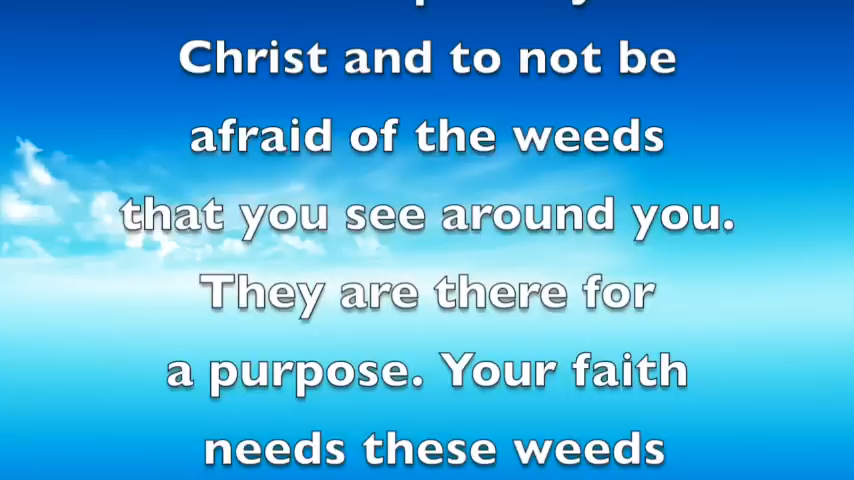 Christ and to not be
afraid of the weeds
that you see around you.
They are there for
a purpose. Your faith
needs these weeds